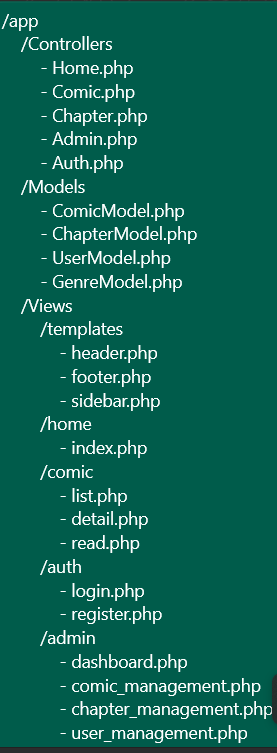 /app
/Controllers
- Home.php
- Comic.php
- Chapter.php
- Admin.php
- Auth.php
/Models
- ComicModel.php
- ChapterModel.php
- UserModel.php
- GenreModel.php
/Views
/templates
- header.php
- footer.php
- sidebar.php
/home
- index.php
/comic
- list.php
- detail.php
- read.php
/auth
- login.php
- register.php
/admin
- dashboard.php
- comic_management.php
- chapter_management.php
- user_management.php